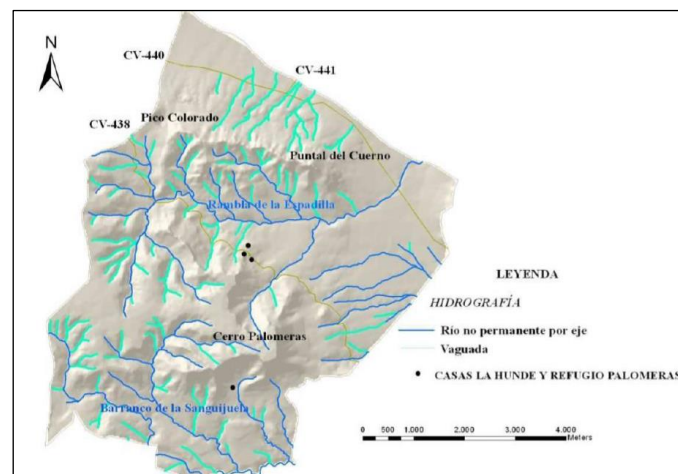 N
CV-440
CV-441
Pico Colorado
CV-438
Puntal del Cuerno
Rambla de la Espadilla
LEYENDA
HIDROGRAFÍA
Río no permanente por eje
Cerro Palomeras
Vaguada
CASAS LA HUNDE Y REFUGIO PALOMERAS
Barranco de la Sanguijuela
0 500 1.000 2.000 3.000 4.000
Meters